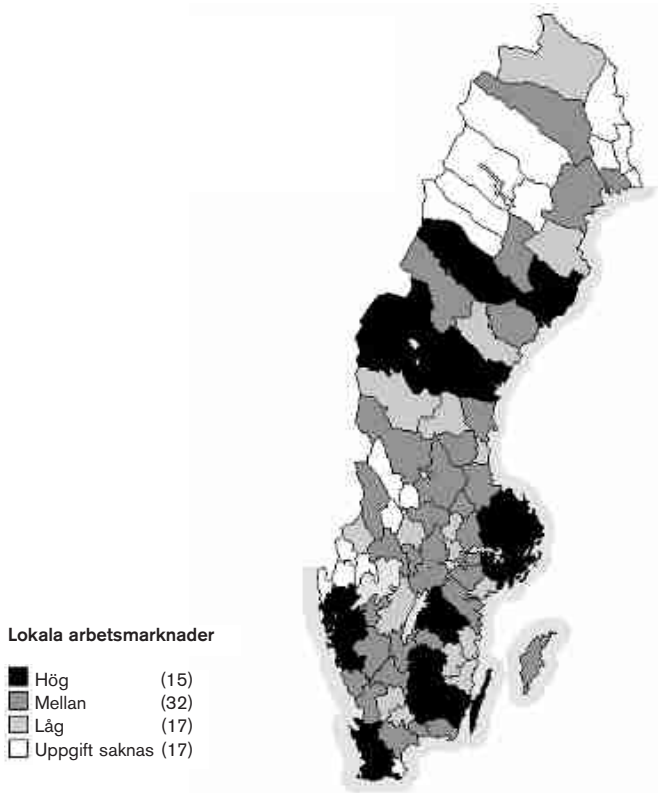 Lokala arbetsmarknader
Hög (15)
Mellan (32)
Låg (17)
Uppgift saknas (17)